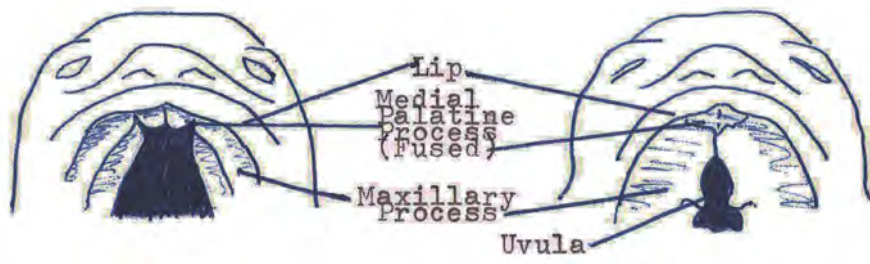 Lip
Medial
Palatine
Process
(Fused)
Maxillary
Process
Uvula